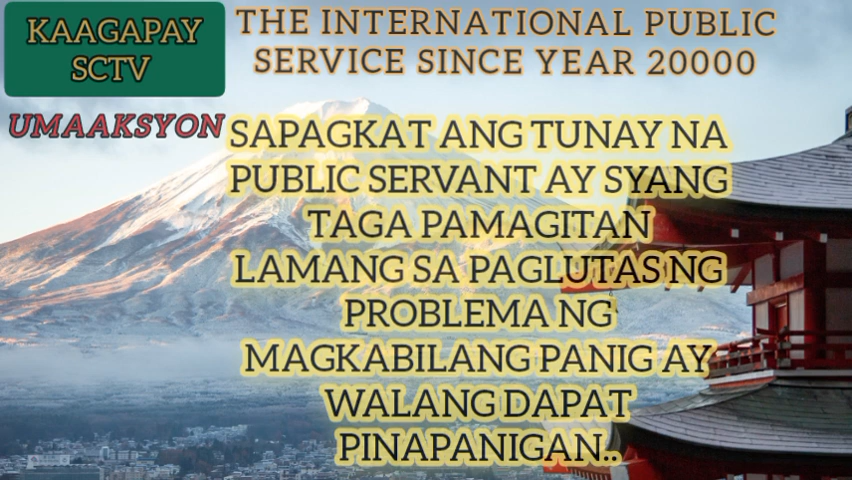 KAAGAPAY
SCTV
THE INTERNATIONAL PUBLIC
SERVICE SINCE YEAR 20000
UMAAKSYON
SAPAGKAT ANG TUNAY NA
PUBLIC SERVANT AY SYANG
TAGA PAMAGITAN
LAMANG SA PAGLUTAS NG
PROBLEMA NG
MAGKABILANG PANIG AY
WALANG DAPAT
PINAPANIGAN..